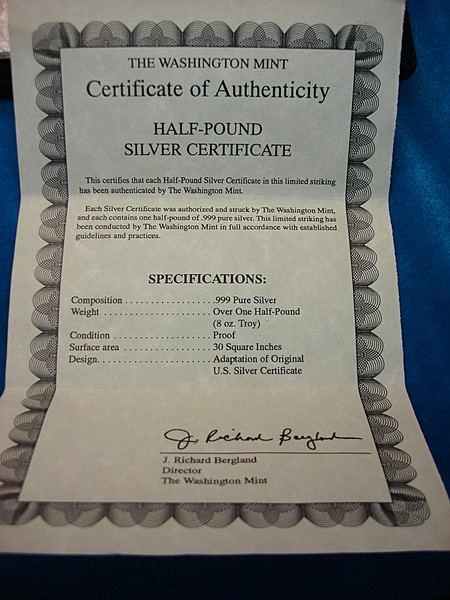 THE WASHINGTON MINT
Certificate of Authenticity
HALF-POUND
SILVER CERTIFICATE
This certifies that each Half-Pound Silver Certificate in this limited striking
has been authenticated by The Washington Mint.
Each Silver Certificate was authorized and struck by The Washington Mint,
and each contains one half-pound of .999 pure silver. This limited striking has
been conducted by The Washington Mint in full accordance with established
guidelines and practices.
SPECIFICATIONS:
Composition . . . . . . . . . . . . . . . . .999 Pure Silver
Weight . . . . . . . . . . . . . . . . . . . . Over One Half-Pound
(8 oz. Troy)
Condition . . . . . . . . . . . . . . . . . . Proof
Surface area . . . . . . . . . . . . . . . . 30 Square Inches
Design. . . . . . . . . . . . . . . . . . . . . Adaptation of Original
U.S. Silver Certificate
J. Richard Bergland
J. Richard Bergland
Director
The Washington Mint